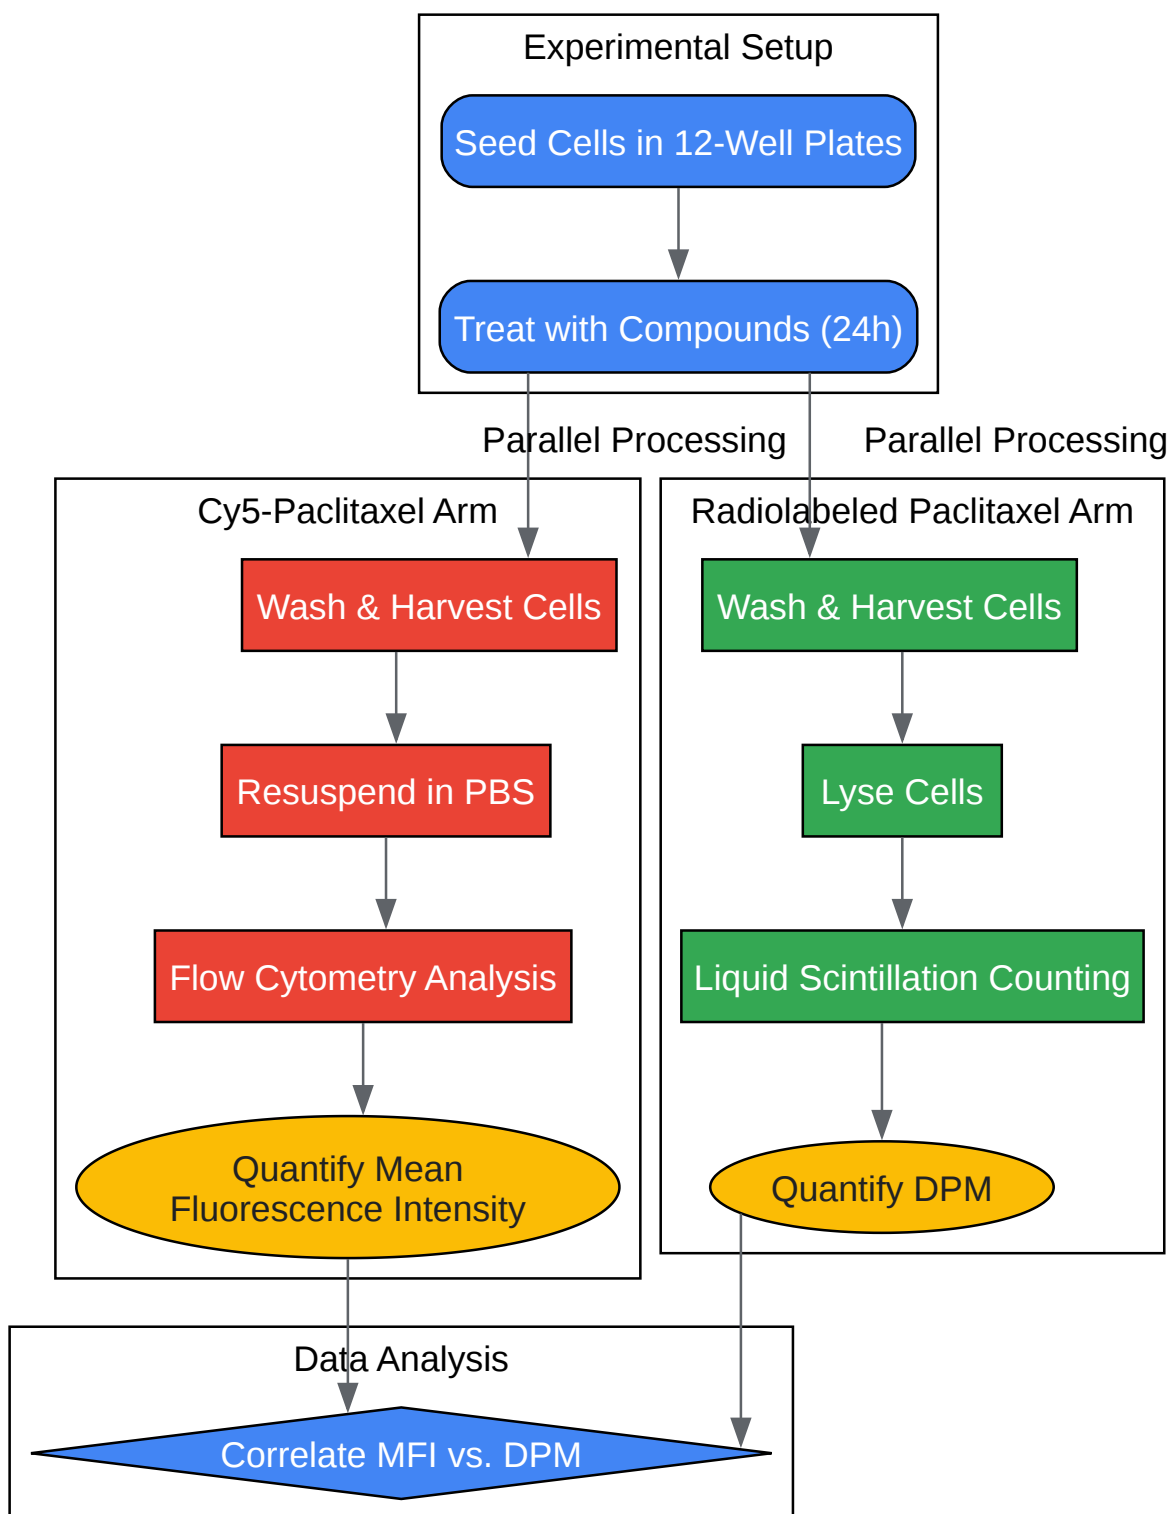 Experimental Setup
Seed Cells in 12-Well Plates
Treat with Compounds (24h)
Parallel Processing
Parallel Processing
Cy5-Paclitaxel Arm
Wash & Harvest Cells
Resuspend in PBS
Flow Cytometry Analysis
Quantify Mean
Fluorescence Intensity
Radiolabeled Paclitaxel Arm
Wash & Harvest Cells
Lyse Cells
Liquid Scintillation Counting
Quantify DPM
Data Analysis
Correlate MFI vs. DPM